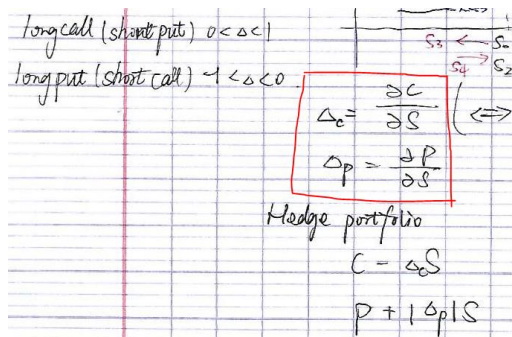 long call (short put) 0<Δ<1
S₃ ← S₀
long put (short call) -1<Δ<0
S₄ → S₂
Δc = ∂C/∂S ( ⇔
Δp = ∂P/∂S
Hedge portfolio
C - ΔcS
P + |Δp|S